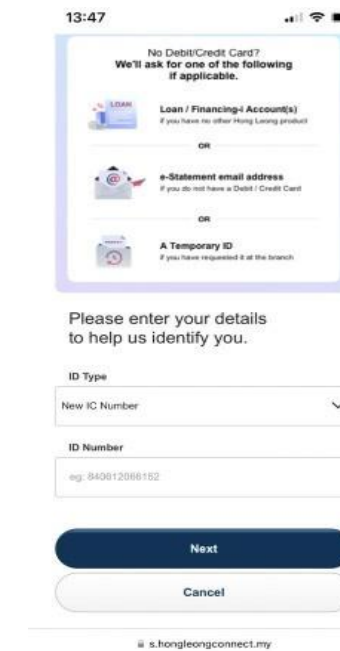 13:47
No Debit/Credit Card?
We'll ask for one of the following
if applicable.
LOAN
Loan / Financing-i Account(s)
if you have no other Hong Leong product
OR
e-Statement email address
if you do not have a Debit / Credit Card
OR
A Temporary ID
if you have requested it at the branch
Please enter your details
to help us identify you.
ID Type
New IC Number
ID Number
eg: 840612066152
Next
Cancel
s.hongleongconnect.my